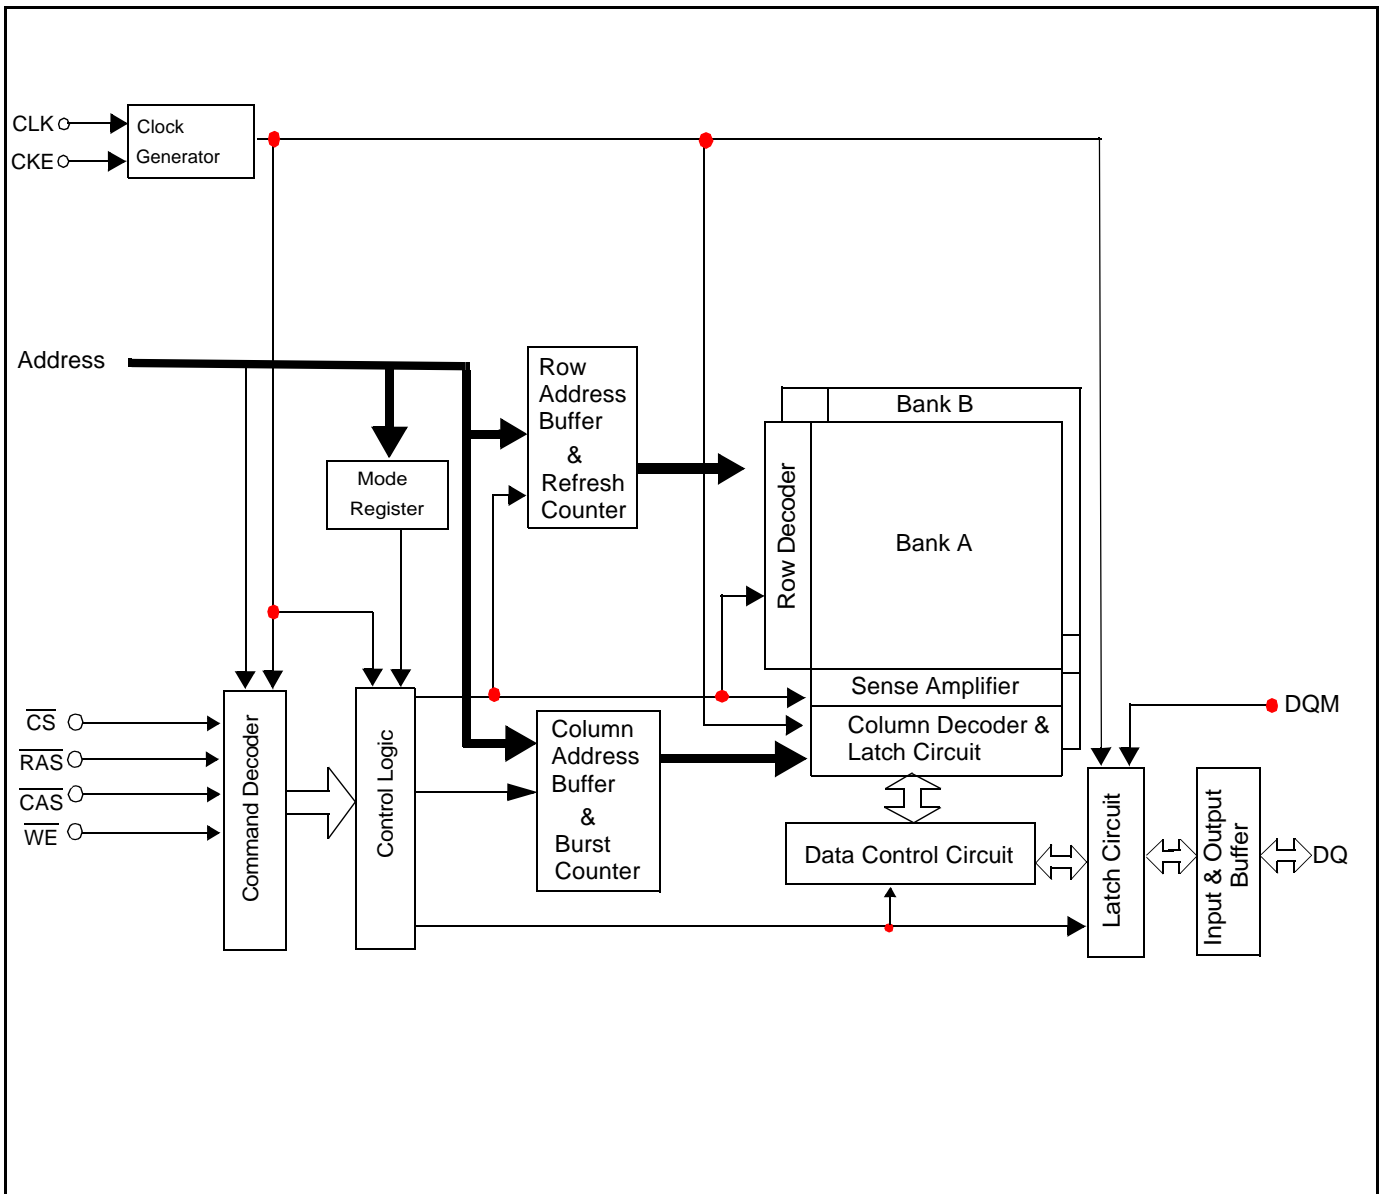 CLK
CKE
Clock
Generator
Address
Row
Address
Buffer
&
Refresh
Counter
Mode
Register
Bank B
Bank A
Row Decoder
Sense Amplifier
Column Decoder &
Latch Circuit
CS
RAS
CAS
WE
Command Decoder
Control Logic
Column
Address
Buffer
&
Burst
Counter
Data Control Circuit
DQM
Latch Circuit
Input & Output
Buffer
DQ